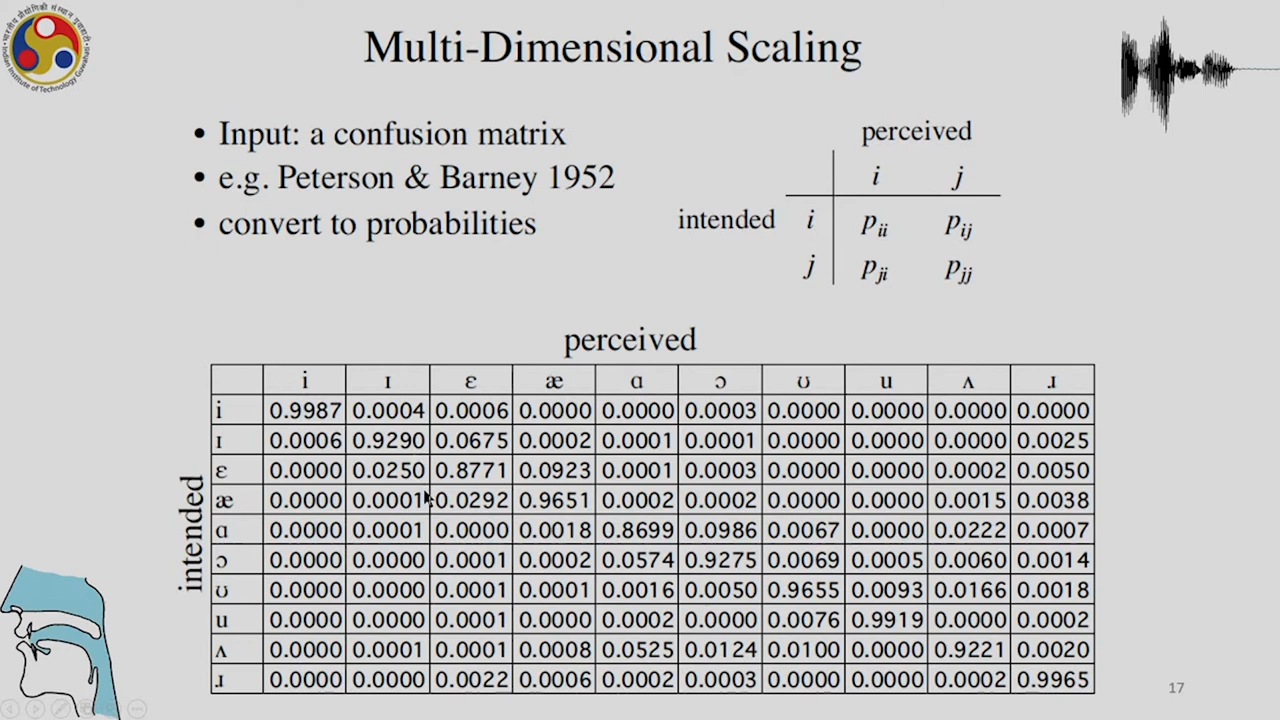 Multi-Dimensional Scaling
• Input: a confusion matrix
• e.g. Peterson & Barney 1952
• convert to probabilities
perceived
i j
intended i pii pij
j pji pjj
perceived
intended
i ɪ ɛ æ ɑ ɔ ʊ u ʌ ɹ
i 0.9987 0.0004 0.0006 0.0000 0.0000 0.0003 0.0000 0.0000 0.0000 0.0000
ɪ 0.0006 0.9290 0.0675 0.0002 0.0001 0.0001 0.0000 0.0000 0.0000 0.0025
ɛ 0.0000 0.0250 0.8771 0.0923 0.0001 0.0003 0.0000 0.0000 0.0002 0.0050
æ 0.0000 0.0001 0.0292 0.9651 0.0002 0.0002 0.0000 0.0000 0.0015 0.0038
ɑ 0.0000 0.0001 0.0000 0.0018 0.8699 0.0986 0.0067 0.0000 0.0222 0.0007
ɔ 0.0000 0.0000 0.0001 0.0002 0.0574 0.9275 0.0069 0.0005 0.0060 0.0014
ʊ 0.0000 0.0000 0.0001 0.0001 0.0016 0.0050 0.9655 0.0093 0.0166 0.0018
u 0.0000 0.0000 0.0001 0.0000 0.0002 0.0000 0.0076 0.9919 0.0000 0.0002
ʌ 0.0000 0.0001 0.0001 0.0008 0.0525 0.0124 0.0100 0.0000 0.9221 0.0020
ɹ 0.0000 0.0000 0.0022 0.0006 0.0002 0.0003 0.0000 0.0000 0.0002 0.9965
17